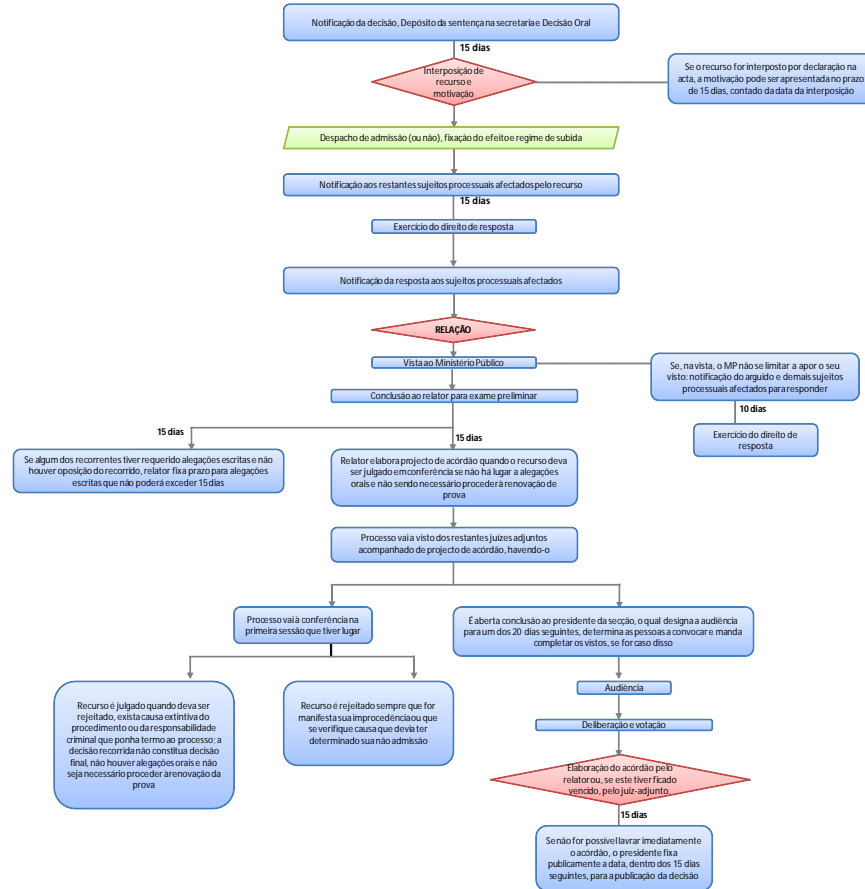 Notificação da decisão, Depósito da sentença na secretaria e Decisão Oral
15 dias
Interposição de
recurso e
motivação
Se o recurso for interposto por declaração na
acta, a motivação pode ser apresentada no prazo
de 15 dias, contado da data da interposição
Despacho de admissão (ou não), fixação do efeito e regime de subida
Notificação aos restantes sujeitos processuais afectados pelo recurso
15 dias
Exercício do direito de resposta
Notificação da resposta aos sujeitos processuais afectados
RELAÇÃO
Vista ao Ministério Público
Se, na vista, o MP não se limitar a apor o seu
visto: notificação do arguido e demais sujeitos
processuais afectados para responder
10 dias
Exercício do direito de
resposta
Conclusão ao relator para exame preliminar
15 dias
15 dias
Se algum dos recorrentes tiver requerido alegações escritas e não
houver oposição do recorrido, relator fixa prazo para alegações
escritas que não poderá exceder 15 dias
Relator elabora projecto de acórdão quando o recurso deva
ser julgado em conferência se não há lugar a alegações
orais e não sendo necessário proceder à renovação de
prova
Processo vai a visto dos restantes juízes adjuntos
acompanhado de projecto de acórdão, havendo-o
Processo vai à conferência na
primeira sessão que tiver lugar
É aberta conclusão ao presidente da secção, o qual designa a audiência
para um dos 20 dias seguintes, determina as pessoas a convocar e manda
completar os vistos, se for caso disso
Recurso é julgado quando deva ser
rejeitado, exista causa extintiva do
procedimento ou da responsabilidade
criminal que ponha termo ao processo; a
decisão recorrida não constitua decisão
final, não houver alegações orais e não
seja necessário proceder à renovação da
prova
Recurso é rejeitado sempre que for
manifesta sua improcedência ou que
se verifique causa que devia ter
determinado sua não admissão
Audiência
Deliberação e votação
Elaboração do acórdão pelo
relator ou, se este tiver ficado
vencido, pelo juiz-adjunto.
15 dias
Se não for possível lavrar imediatamente
o acórdão, o presidente fixa
publicamente a data, dentro dos 15 dias
seguintes, para a publicação da decisão